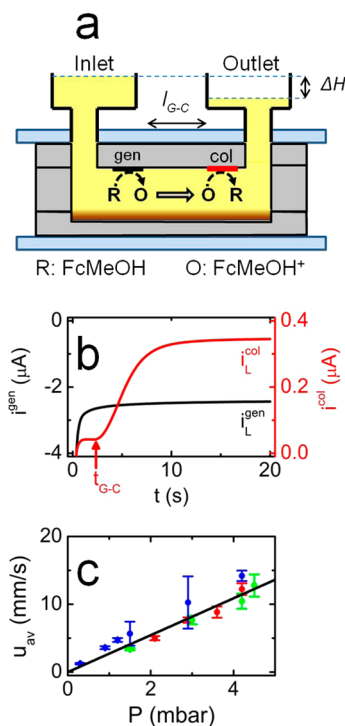 a
Inlet Outlet
l_G-C ΔH
gen col
R O O R
R: FcMeOH O: FcMeOH⁺
b
i^gen (μA)
0
-2
-4
i^col (μA)
0.4
0.2
0.0
i_L^col
i_L^gen
t_G-C
0 10 20
t (s)
c
u_av (mm/s)
20
10
0
0 2 4
P (mbar)